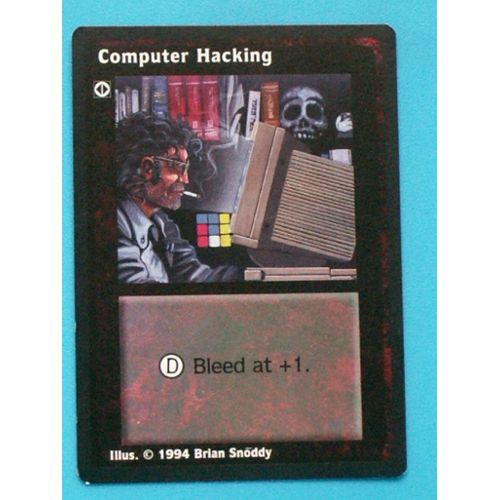 Computer Hacking
D Bleed at +1.
Illus. © 1994 Brian Snoddy